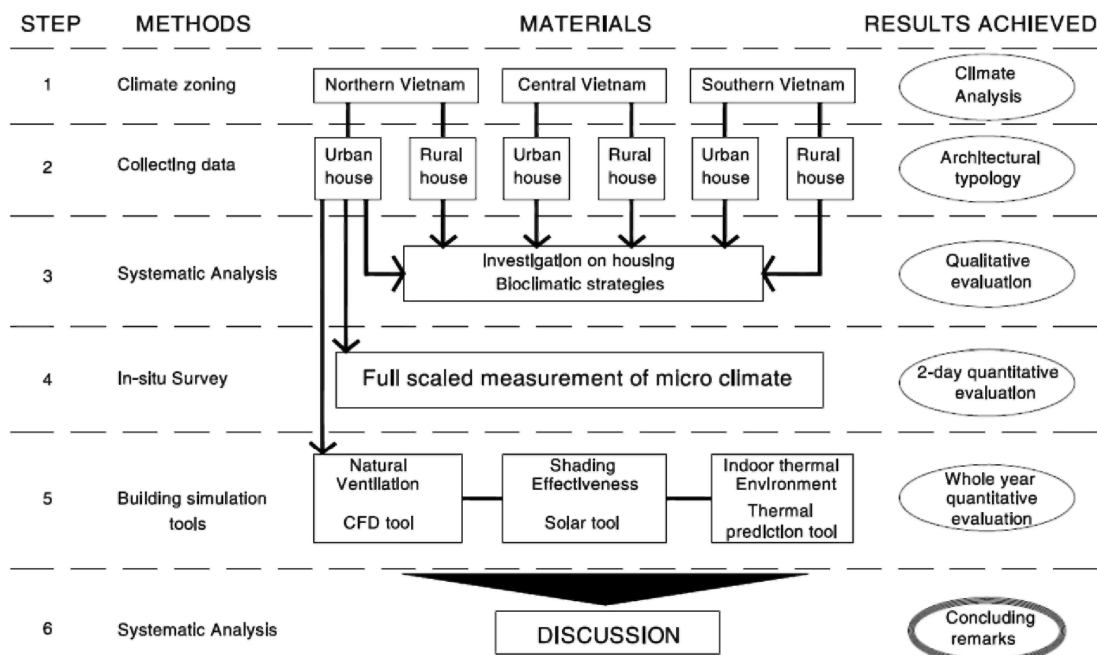 STEP METHODS MATERIALS RESULTS ACHIEVED
1 Climate zoning Northern Vietnam Central Vietnam Southern Vietnam Climate
Analysis
2 Collecting data Urban
house Rural
house Urban
house Rural
house Urban
house Rural
house Architectural
typology
3 Systematic Analysis Investigation on housing
Bioclimatic strategies Qualitative
evaluation
4 In-situ Survey Full scaled measurement of micro climate 2-day quantitative
evaluation
5 Building simulation
tools Natural
Ventilation
CFD tool Shading
Effectiveness
Solar tool Indoor thermal
Environment
Thermal
prediction tool Whole year
quantitative
evaluation
6 Systematic Analysis DISCUSSION Concluding
remarks